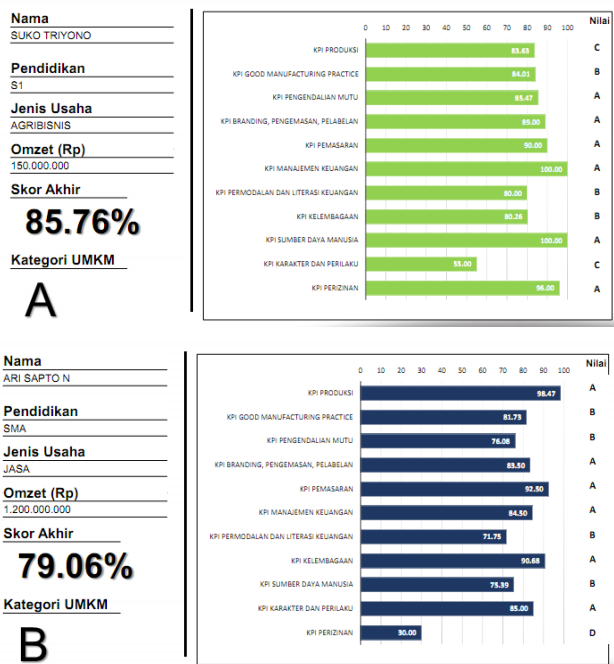 Nama
SUKO TRIYONO
Pendidikan
S1
Jenis Usaha
AGRIBISNIS
Omzet (Rp)
150.000.000
Skor Akhir
85.76%
Kategori UMKM
A
0 10 20 30 40 50 60 70 80 90 100 Nilai
KPI PRODUKSI 83.63 C
KPI GOOD MANUFACTURING PRACTICE 84.01 B
KPI PENGENDALIAN MUTU 85.47 A
KPI BRANDING, PENGEMASAN, PELABELAN 89.00 A
KPI PEMASARAN 90.00 A
KPI MANAJEMEN KEUANGAN 100.00 A
KPI PERMODALAN DAN LITERASI KEUANGAN 80.00 B
KPI KELEMBAGAAN 80.26 B
KPI SUMBER DAYA MANUSIA 100.00 A
KPI KARAKTER DAN PERILAKU 55.00 C
KPI PERIZINAN 96.00 A
Nama
ARI SAPTO N
Pendidikan
SMA
Jenis Usaha
JASA
Omzet (Rp)
1.200.000.000
Skor Akhir
79.06%
Kategori UMKM
B
0 10 20 30 40 50 60 70 80 90 100 Nilai
KPI PRODUKSI 98.47 A
KPI GOOD MANUFACTURING PRACTICE 81.73 B
KPI PENGENDALIAN MUTU 76.08 B
KPI BRANDING, PENGEMASAN, PELABELAN 83.50 A
KPI PEMASARAN 92.50 A
KPI MANAJEMEN KEUANGAN 84.50 A
KPI PERMODALAN DAN LITERASI KEUANGAN 71.75 B
KPI KELEMBAGAAN 90.68 A
KPI SUMBER DAYA MANUSIA 75.39 B
KPI KARAKTER DAN PERILAKU 85.00 A
KPI PERIZINAN 30.00 D